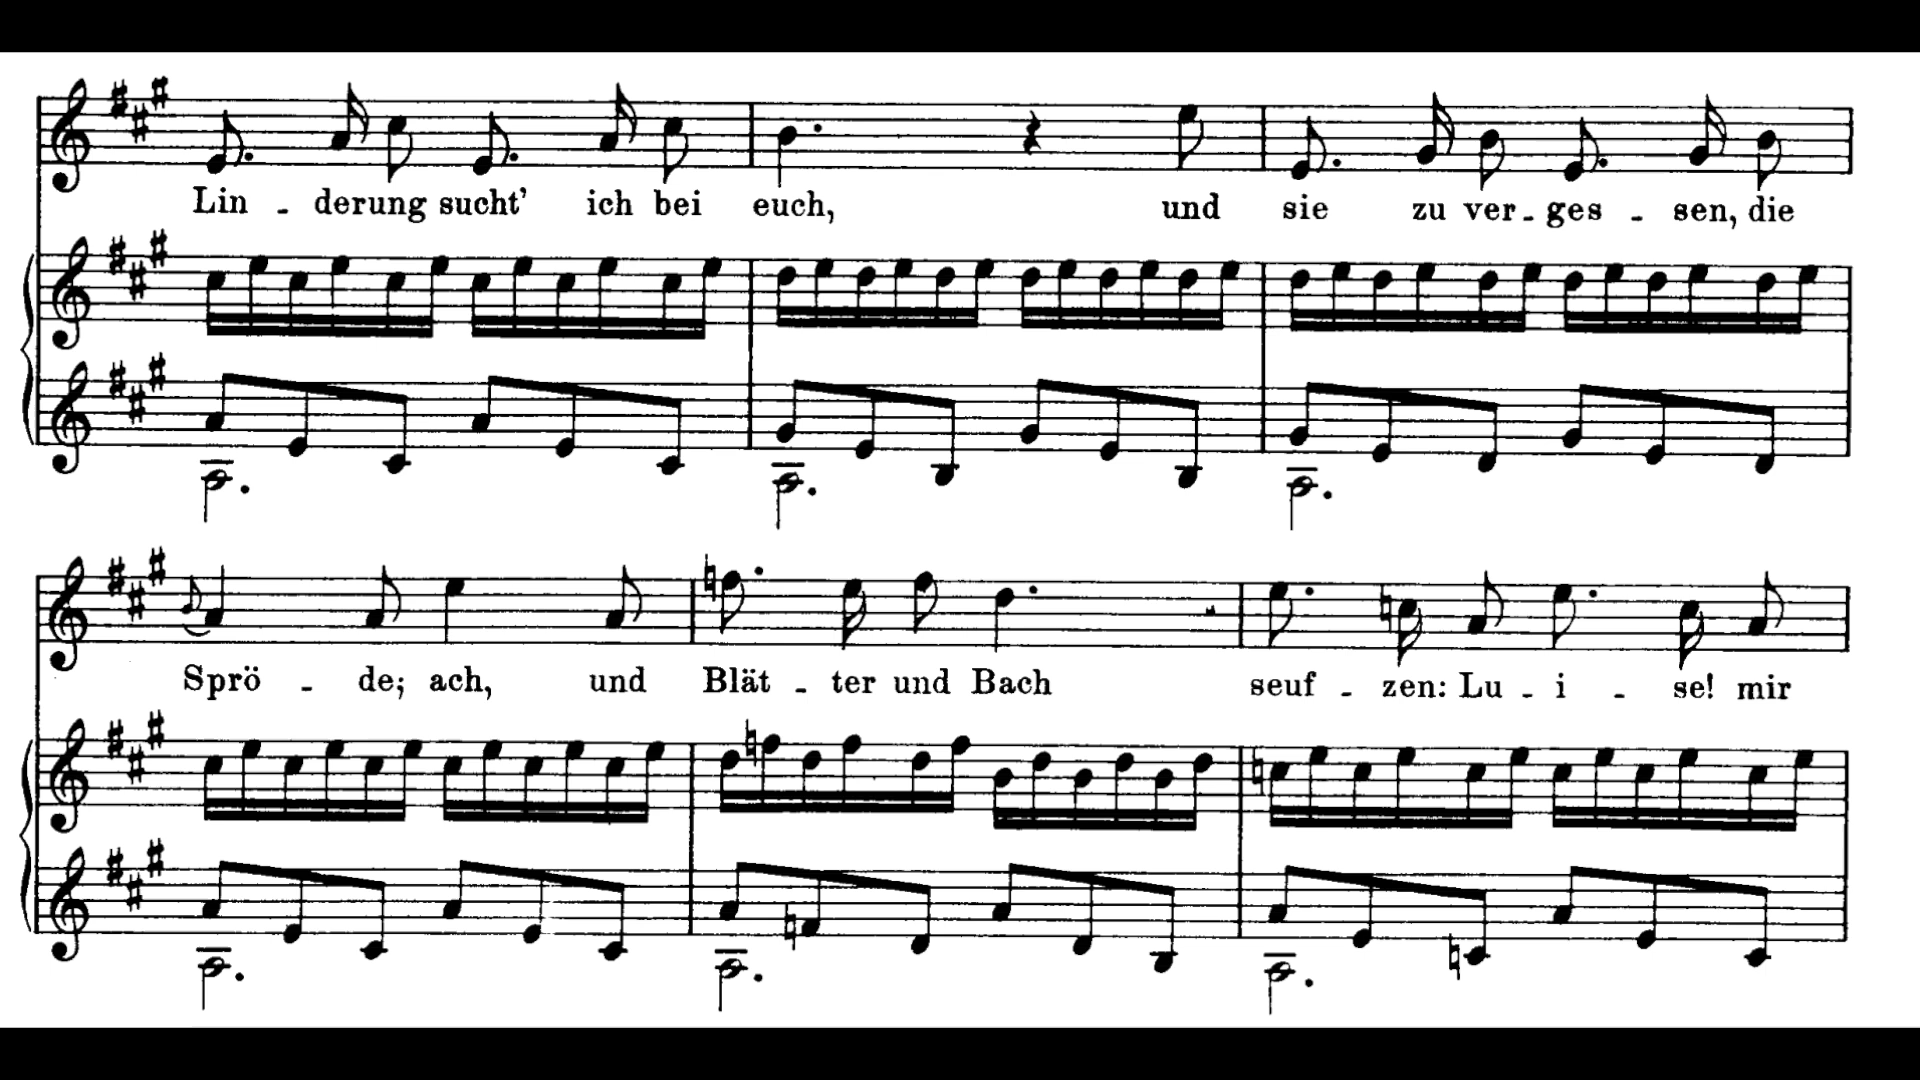 Lin - derung sucht' ich bei euch, und sie zu ver - ges - sen, die
Sprö - de; ach, und Blät - ter und Bach seuf - zen: Lu - i - se! mir